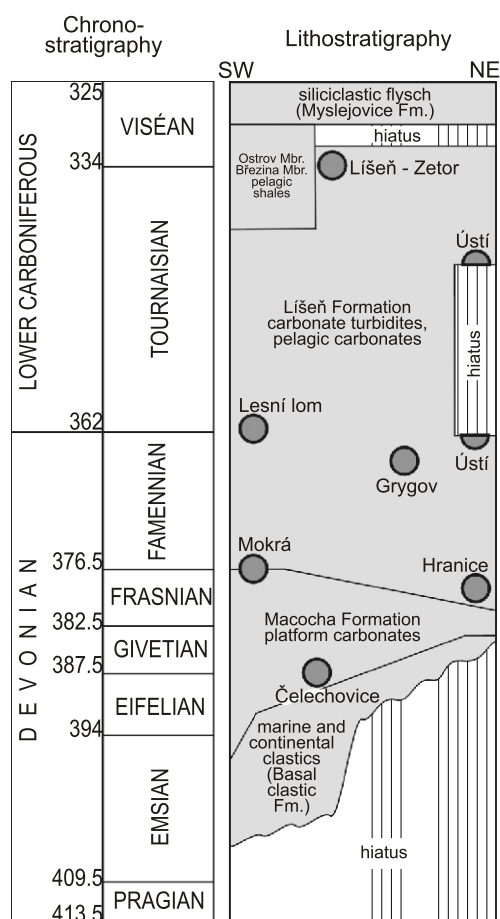 Chrono-
stratigraphy
Lithostratigraphy
SW
NE
325
334
362
376.5
382.5
387.5
394
409.5
413.5
LOWER CARBONIFEROUS
DEVONIAN
VISÉAN
TOURNAISIAN
FAMENNIAN
FRASNIAN
GIVETIAN
EIFELIAN
EMSIAN
PRAGIAN
siliciclastic flysch
(Myslejovice Fm.)
hiatus
Ostrov Mbr.
Březina Mbr.
pelagic
shales
Líšeň - Zetor
Ústí
Líšeň Formation
carbonate turbidites,
pelagic carbonates
hiatus
Lesní lom
Ústí
Grygov
Mokrá
Hranice
Macocha Formation
platform carbonates
Čelechovice
marine and
continental
clastics
(Basal
clastic
Fm.)
hiatus